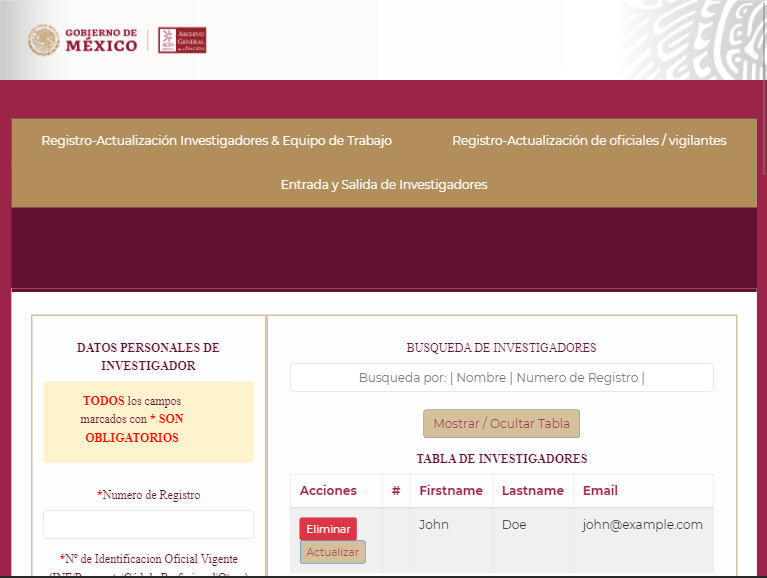 GOBIERNO DE
MÉXICO
ARCHIVO
GENERAL
DE LA NACIÓN
Registro-Actualización Investigadores & Equipo de Trabajo
Registro-Actualización de oficiales / vigilantes
Entrada y Salida de Investigadores
DATOS PERSONALES DE
INVESTIGADOR
TODOS los campos
marcados con * SON
OBLIGATORIOS
*Numero de Registro
*Nº de Identificacion Oficial Vigente
BUSQUEDA DE INVESTIGADORES
Busqueda por: | Nombre | Numero de Registro |
Mostrar / Ocultar Tabla
TABLA DE INVESTIGADORES
Acciones # Firstname Lastname Email
Eliminar John Doe john@example.com
Actualizar